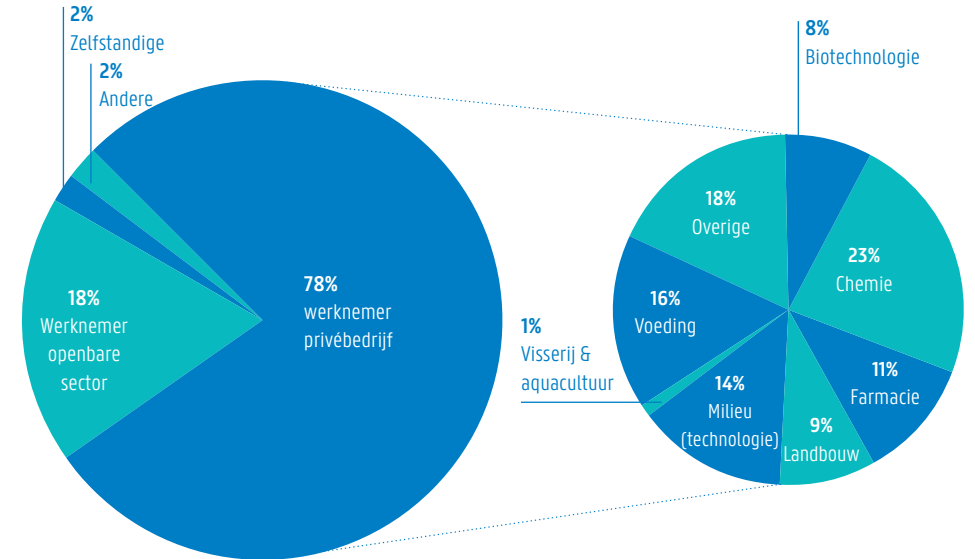 2%
Zelfstandige
2%
Andere
78%
werknemer
privébedrijf
18%
Werknemer
openbare
sector
8%
Biotechnologie
23%
Chemie
11%
Farmacie
9%
Landbouw
14%
Milieu
(technologie)
1%
Visserij &
aquacultuur
16%
Voeding
18%
Overige